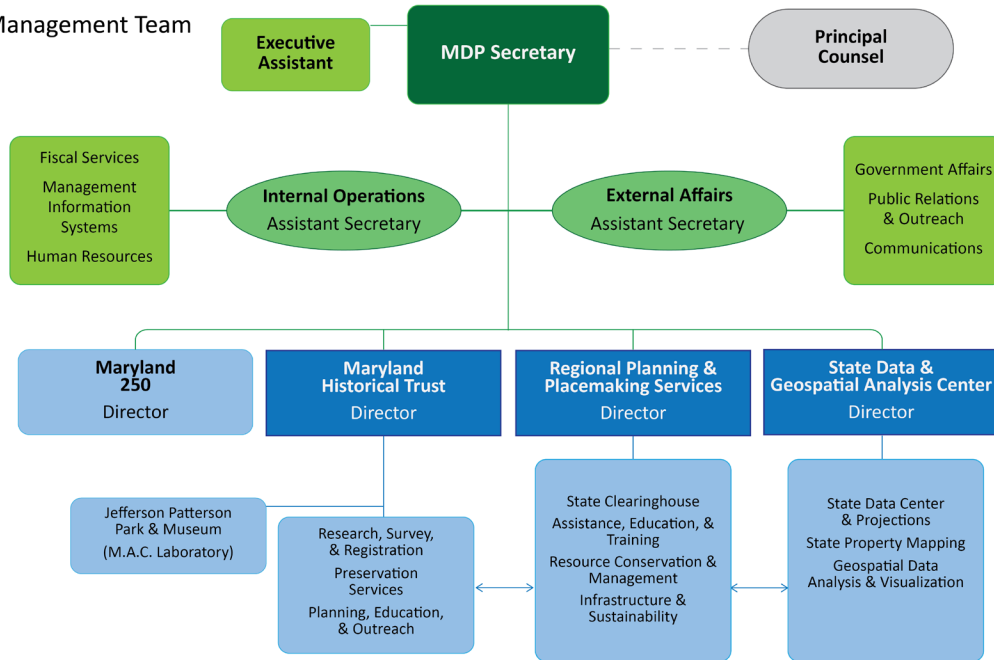 Management Team
Executive
Assistant
MDP Secretary
Principal
Counsel
Fiscal Services
Management
Information
Systems
Human Resources
Internal Operations
Assistant Secretary
External Affairs
Assistant Secretary
Government Affairs
Public Relations
& Outreach
Communications
Maryland
250
Director
Maryland
Historical Trust
Director
Regional Planning &
Placemaking Services
Director
State Data &
Geospatial Analysis Center
Director
Jefferson Patterson
Park & Museum
(M.A.C. Laboratory)
Research, Survey,
& Registration
Preservation
Services
Planning, Education,
& Outreach
State Clearinghouse
Assistance, Education, &
Training
Resource Conservation &
Management
Infrastructure &
Sustainability
State Data Center
& Projections
State Property Mapping
Geospatial Data
Analysis & Visualization